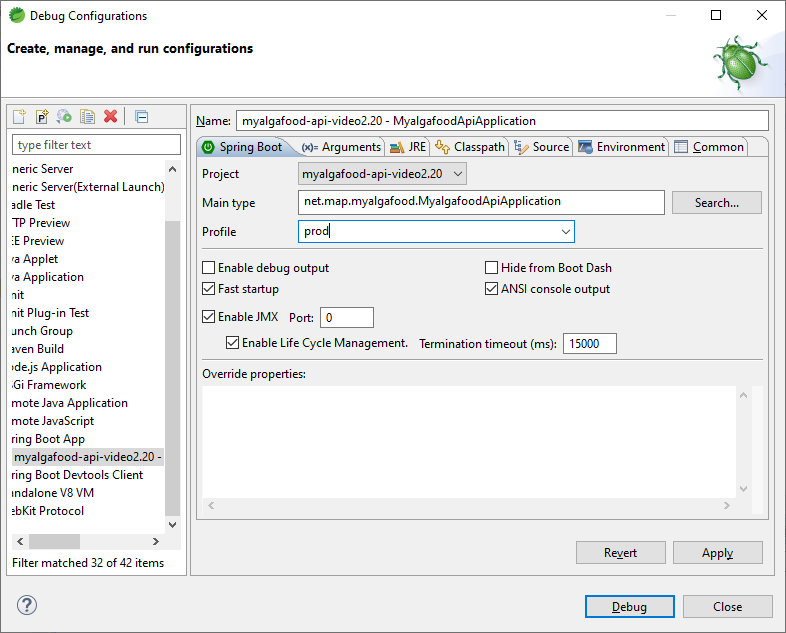 Debug Configurations
Create, manage, and run configurations
type filter text
neric Server
neric Server(External Launch)
adle Test
TP Preview
EE Preview
va Applet
va Application
nit
nit Plug-in Test
unch Group
aven Build
ode.js Application
Gi Framework
mote Java Application
mote JavaScript
ring Boot App
myalgafood-api-video2.20 -
ring Boot Devtools Client
andalone V8 VM
ebKit Protocol
Filter matched 32 of 42 items
Name: myalgafood-api-video2.20 - MyalgafoodApiApplication
Spring Boot (x)= Arguments JRE Classpath Source Environment Common
Project myalgafood-api-video2.20
Main type net.map.myalgafood.MyalgafoodApiApplication Search...
Profile prod
Enable debug output Hide from Boot Dash
Fast startup ANSI console output
Enable JMX Port: 0
Enable Life Cycle Management. Termination timeout (ms): 15000
Override properties:
Revert Apply
? Debug Close